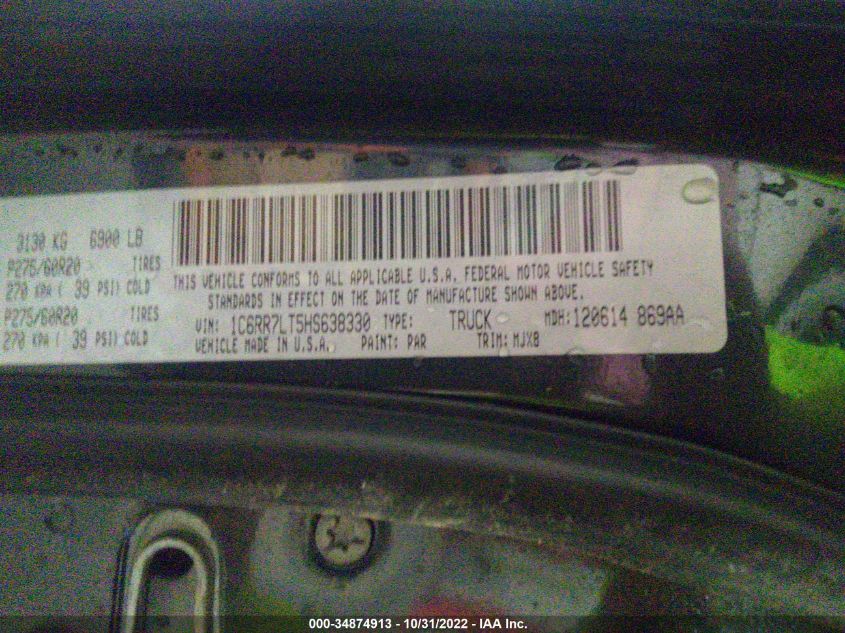 3130 KG 6900 LB
P275/60R20 TIRES
270 KPA ( 39 PSI) COLD
P275/60R20 TIRES
270 KPA ( 39 PSI) COLD
THIS VEHICLE CONFORMS TO ALL APPLICABLE U.S.A. FEDERAL MOTOR VEHICLE SAFETY
STANDARDS IN EFFECT ON THE DATE OF MANUFACTURE SHOWN ABOVE.
VIN: 1C6RR7LT5HS638330 TYPE: TRUCK MDH:120614 869AA
VEHICLE MADE IN U.S.A. PAINT: PAR TRIM: MJX8
000-34874913 - 10/31/2022 - IAA Inc.